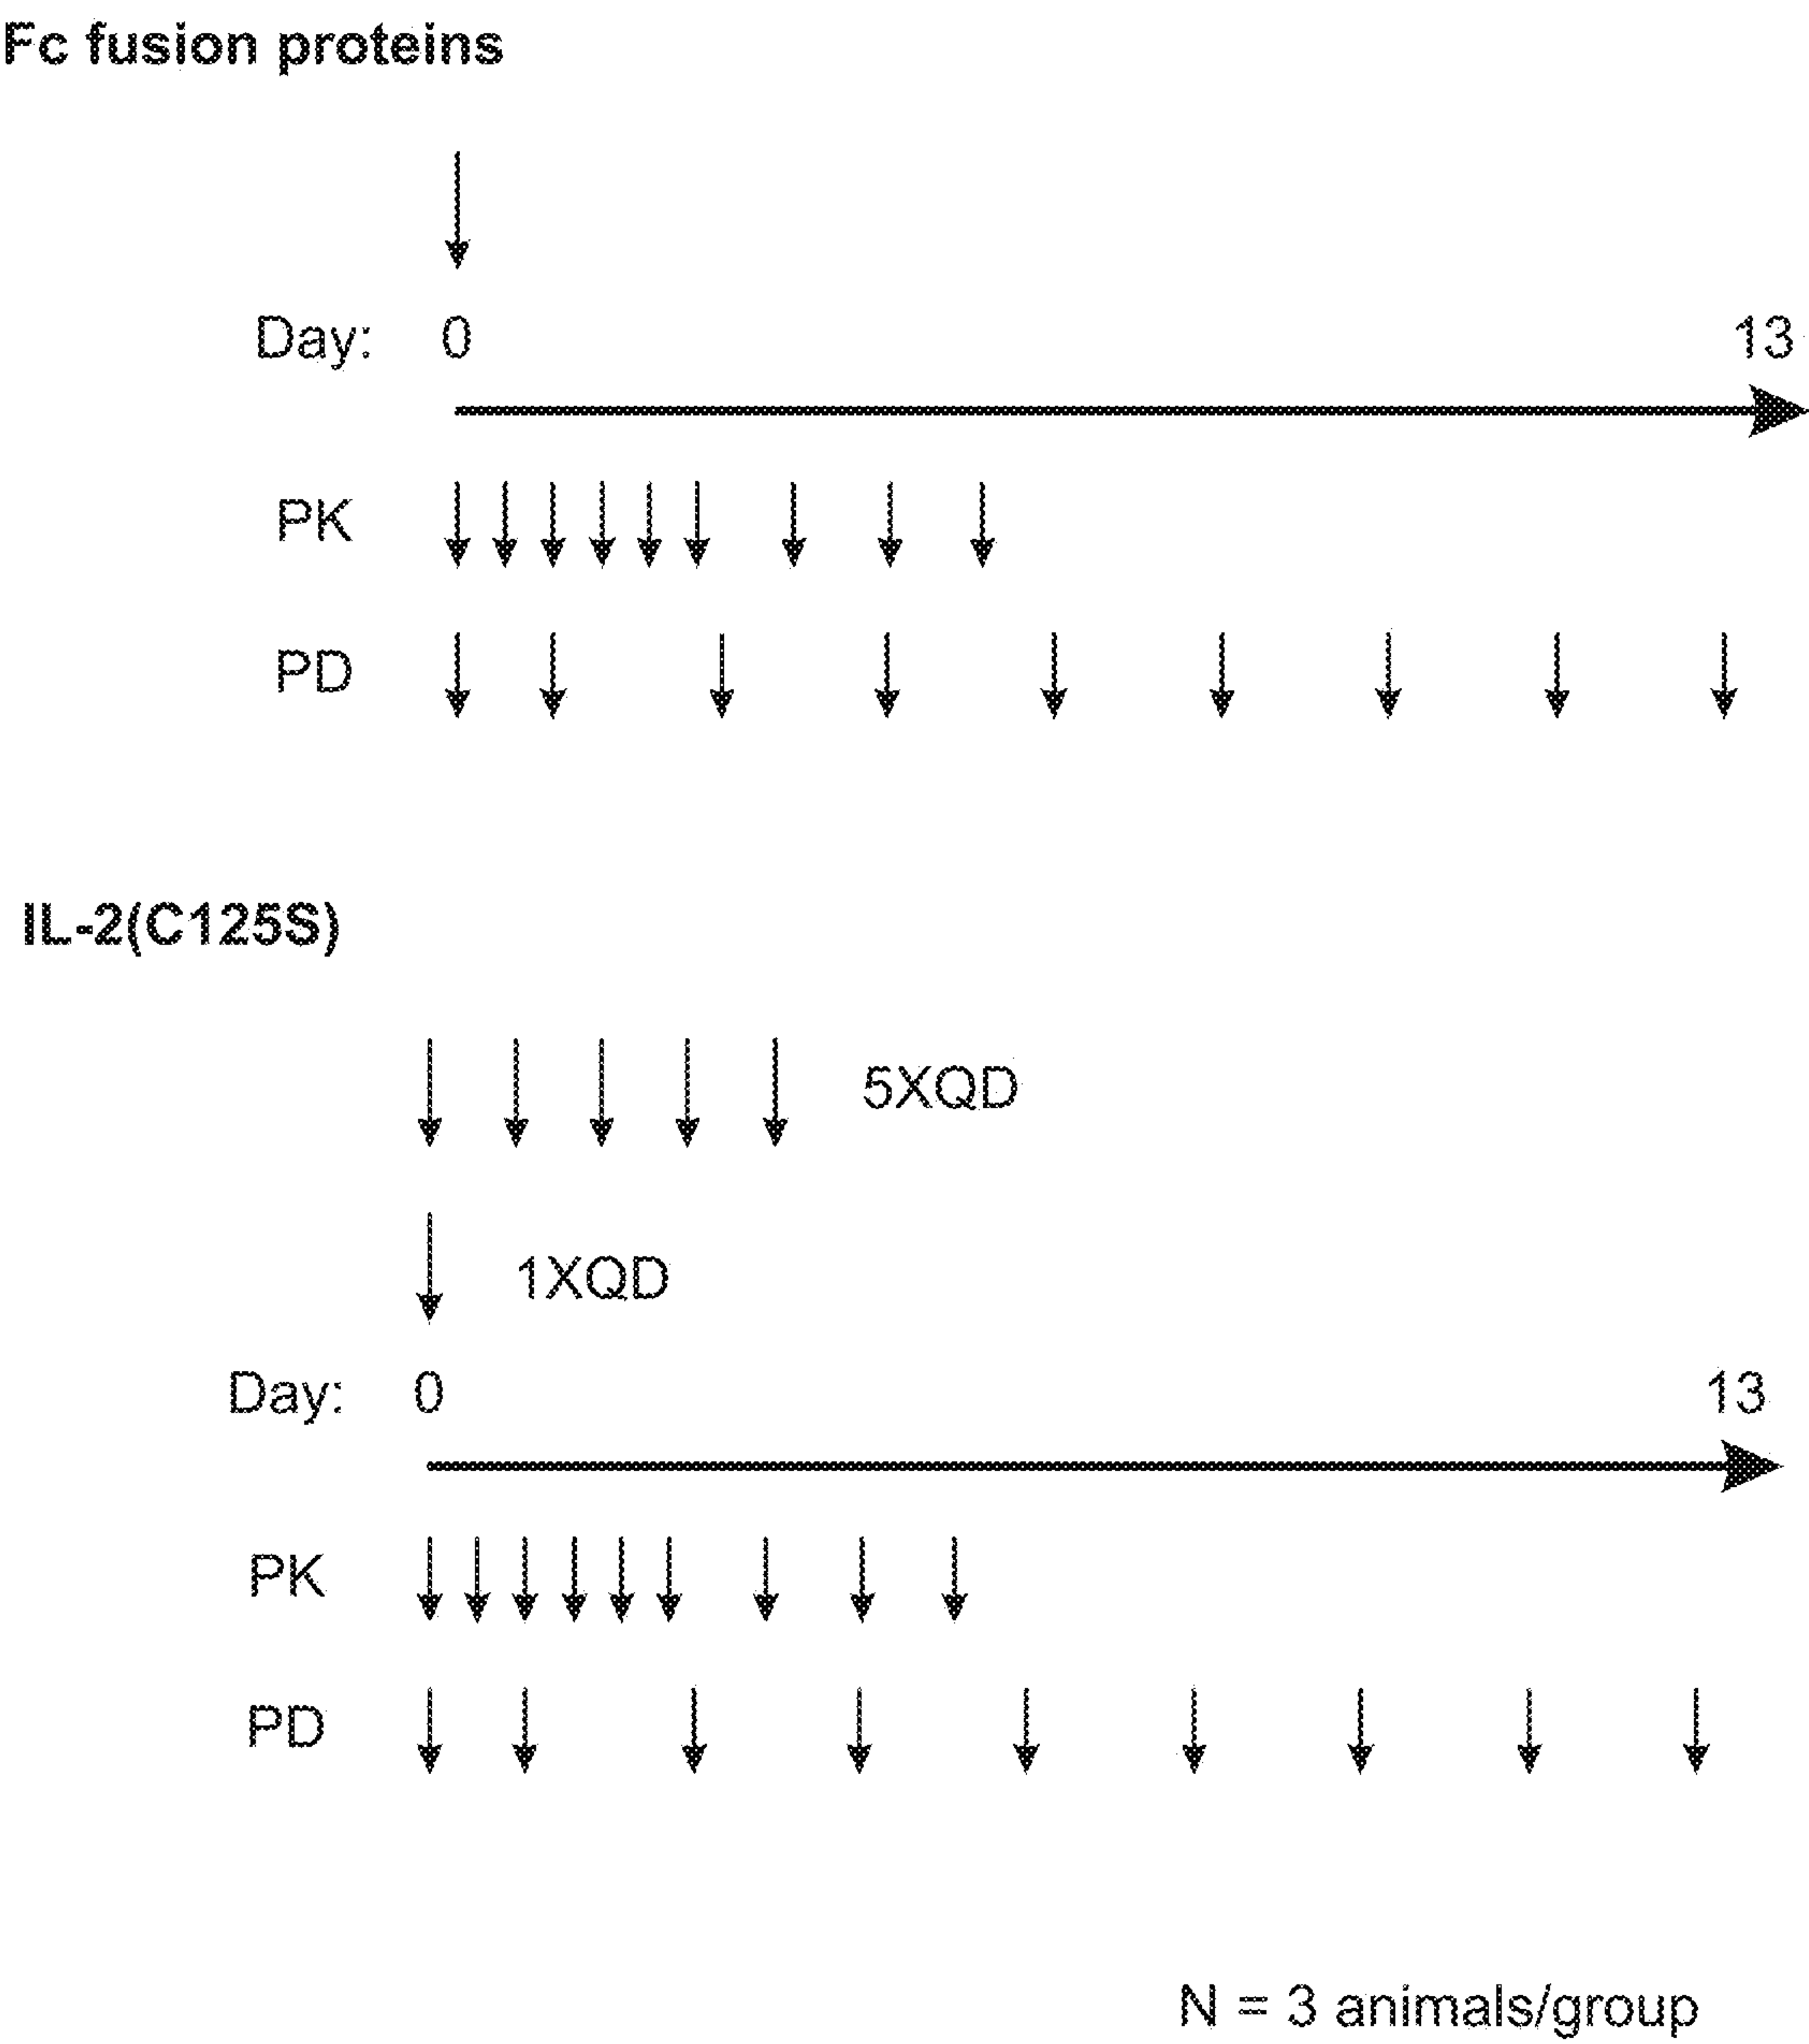 Fc fusion proteins
Day: 0 13
PK
PD
IL-2(C125S)
5XQD
1XQD
Day: 0 13
PK
PD
N = 3 animals/group